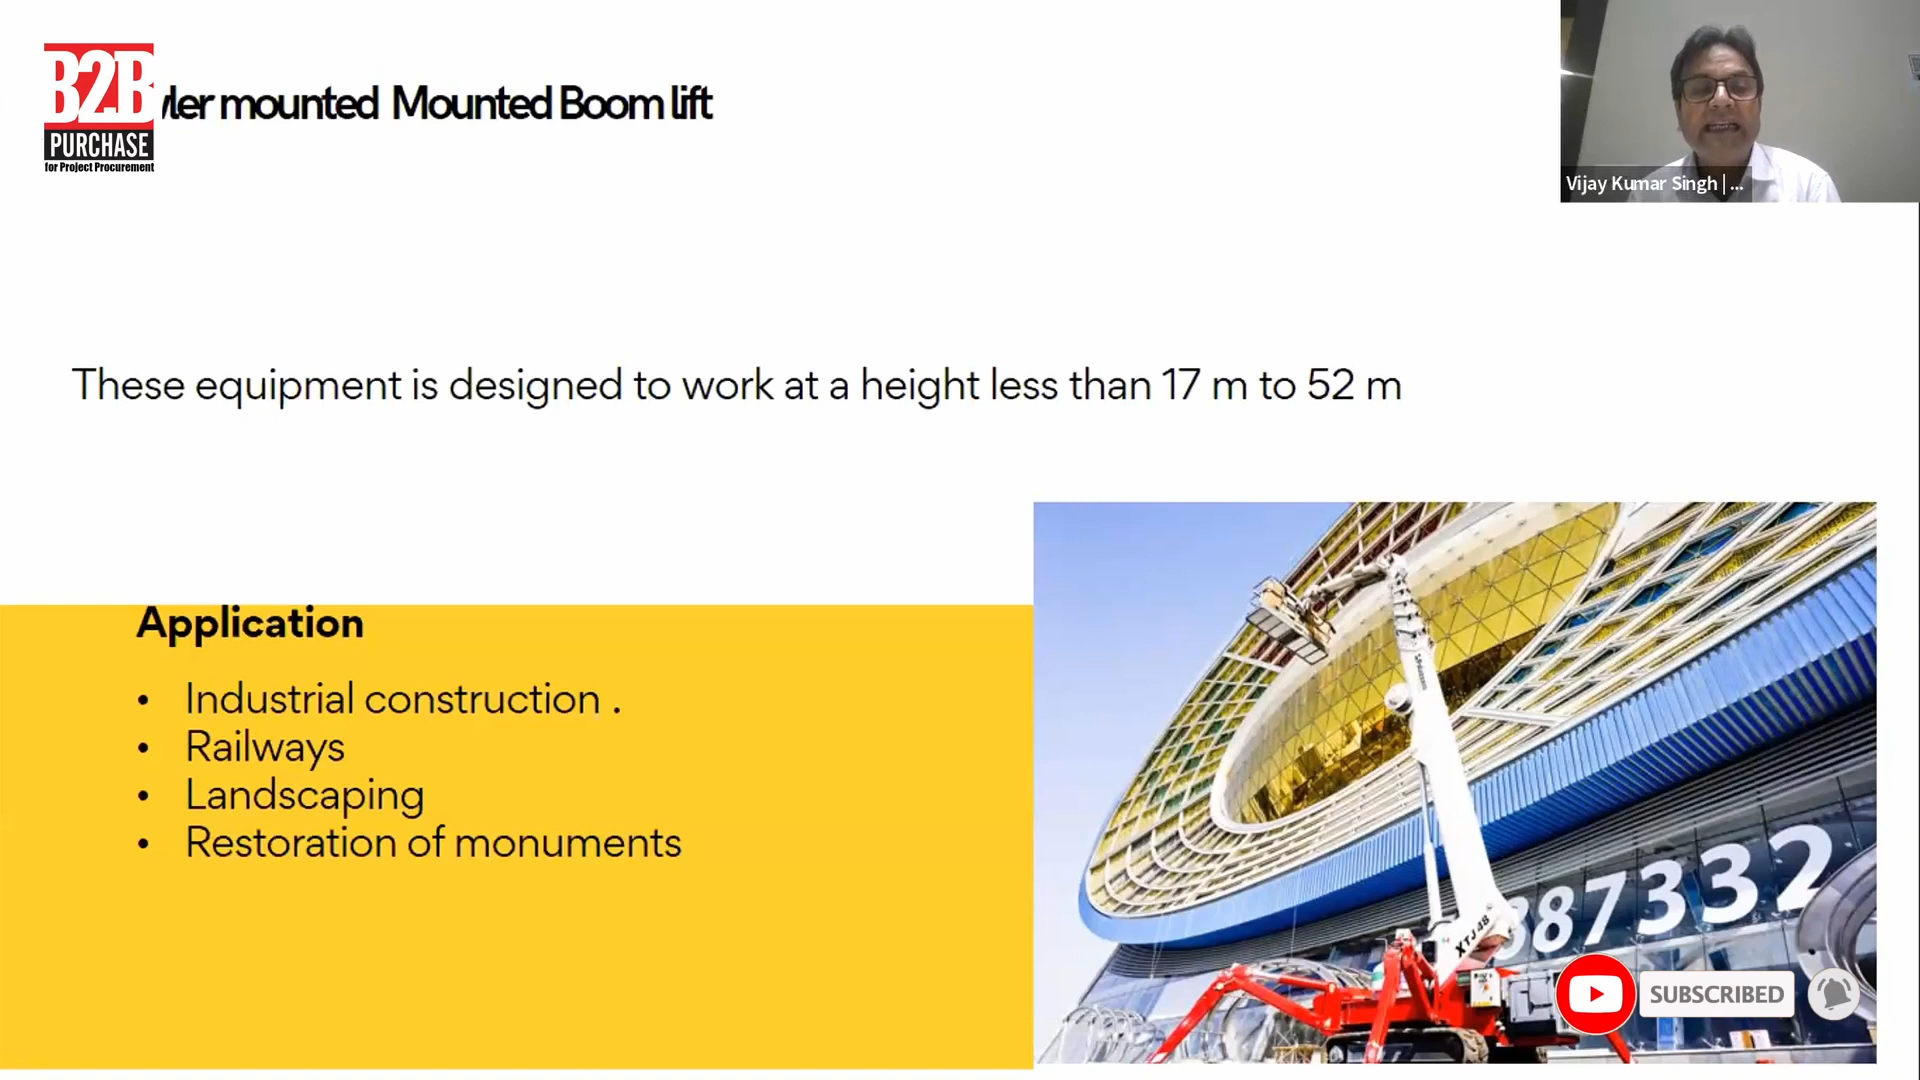 B2B
PURCHASE
for Project Procurement
ler mounted Mounted Boom lift
Vijay Kumar Singh | ...
These equipment is designed to work at a height less than 17 m to 52 m
Application
• Industrial construction .
• Railways
• Landscaping
• Restoration of monuments
XTJ48
87332
SUBSCRIBED